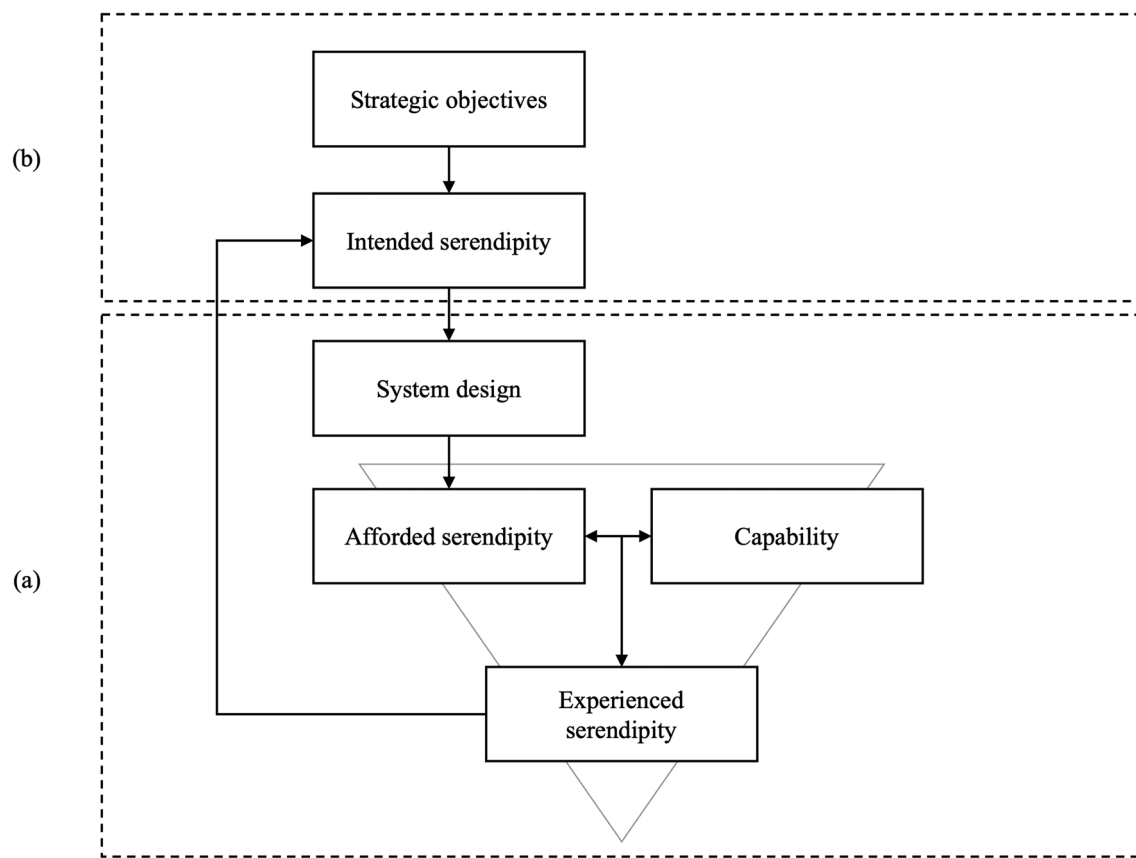 (b)
Strategic objectives
Intended serendipity
(a)
System design
Afforded serendipity
Capability
Experienced
serendipity